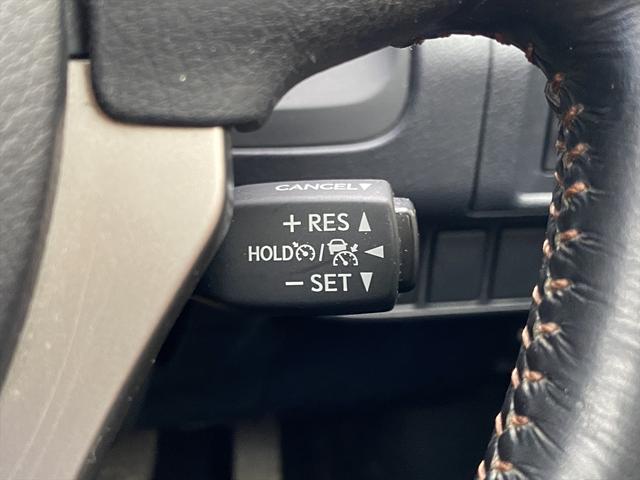 CANCEL▼
+ RES ▲
HOLD / ◀
− SET ▼